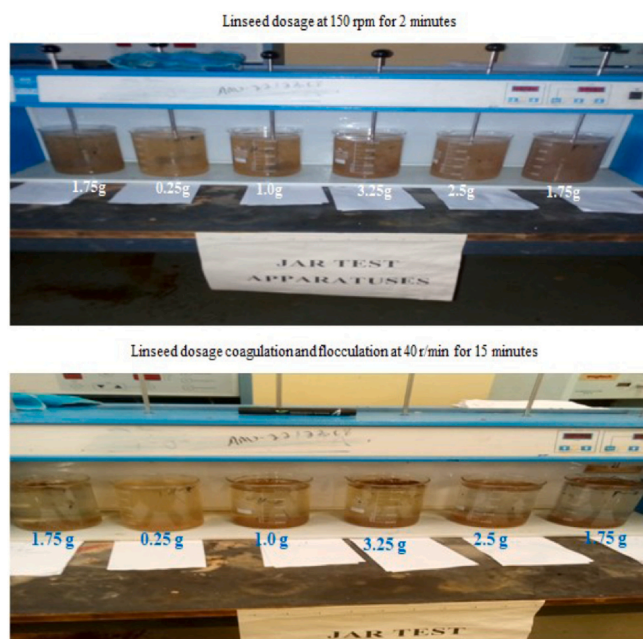 Linseed dosage at 150 rpm for 2 minutes
1.75g 0.25g 1.0g 3.25g 2.5g 1.75g
JAR TEST
APPARATUSES
Linseed dosage coagulation and flocculation at 40 r/min for 15 minutes
1.75 g 0.25 g 1.0 g 3.25 g 2.5 g 1.75 g
JAR TEST